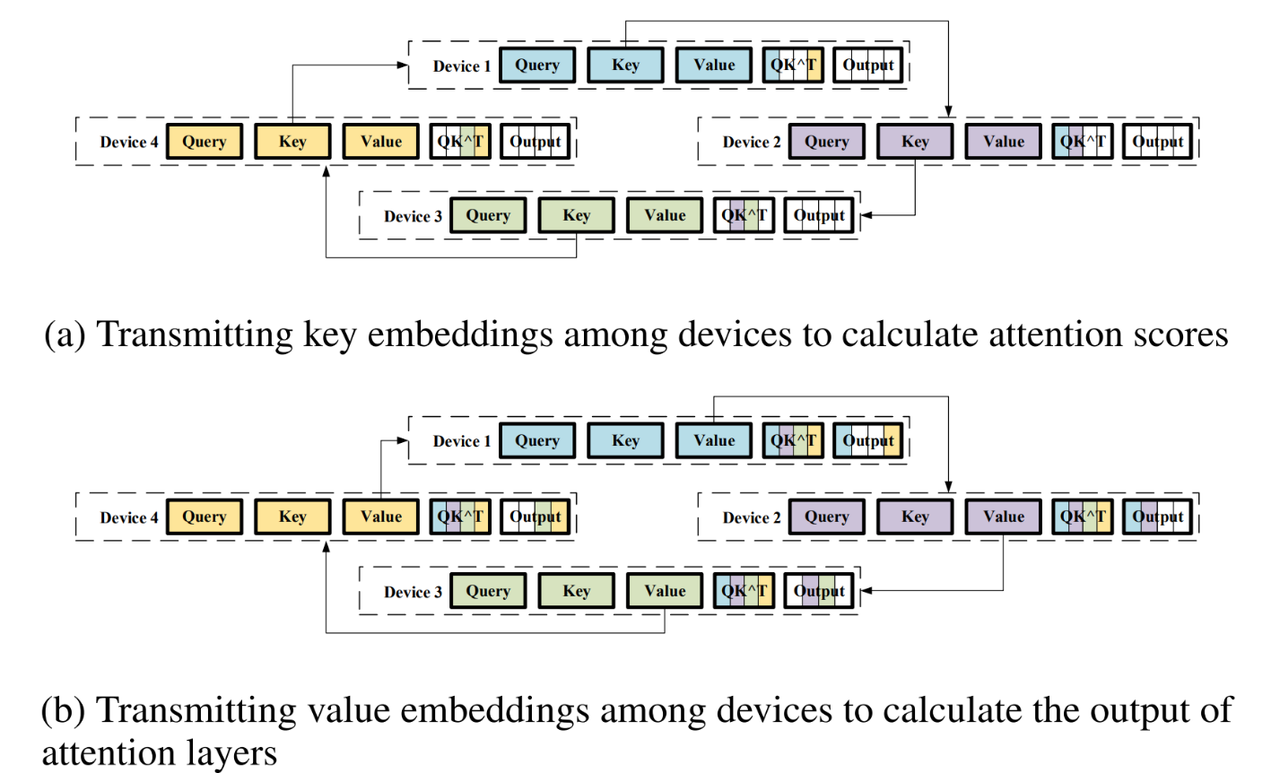 Device 1 Query Key Value QK^T Output
Device 4 Query Key Value QK^T Output
Device 2 Query Key Value QK^T Output
Device 3 Query Key Value QK^T Output
(a) Transmitting key embeddings among devices to calculate attention scores
Device 1 Query Key Value QK^T Output
Device 4 Query Key Value QK^T Output
Device 2 Query Key Value QK^T Output
Device 3 Query Key Value QK^T Output
(b) Transmitting value embeddings among devices to calculate the output of
attention layers